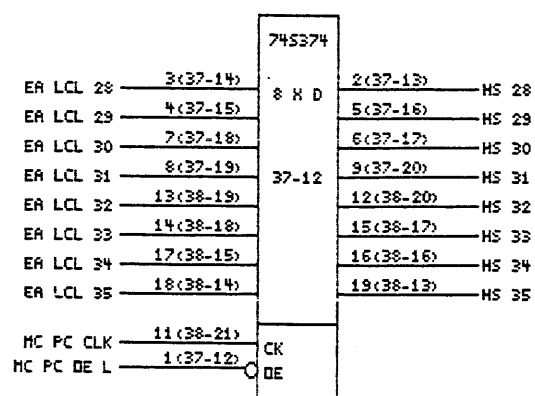 74S374
3(37-14) 2(37-13)
EA LCL 28 8 X D HS 28
4(37-15) 5(37-16)
EA LCL 29 HS 29
7(37-18) 6(37-17)
EA LCL 30 HS 30
8(37-19) 9(37-20)
EA LCL 31 37-12 HS 31
13(38-19) 12(38-20)
EA LCL 32 HS 32
14(38-18) 15(38-17)
EA LCL 33 HS 33
17(38-15) 16(38-16)
EA LCL 34 HS 34
18(38-14) 19(38-13)
EA LCL 35 HS 35
11(38-21)
MC PC CLK CK
1(37-12)
MC PC OE L OE